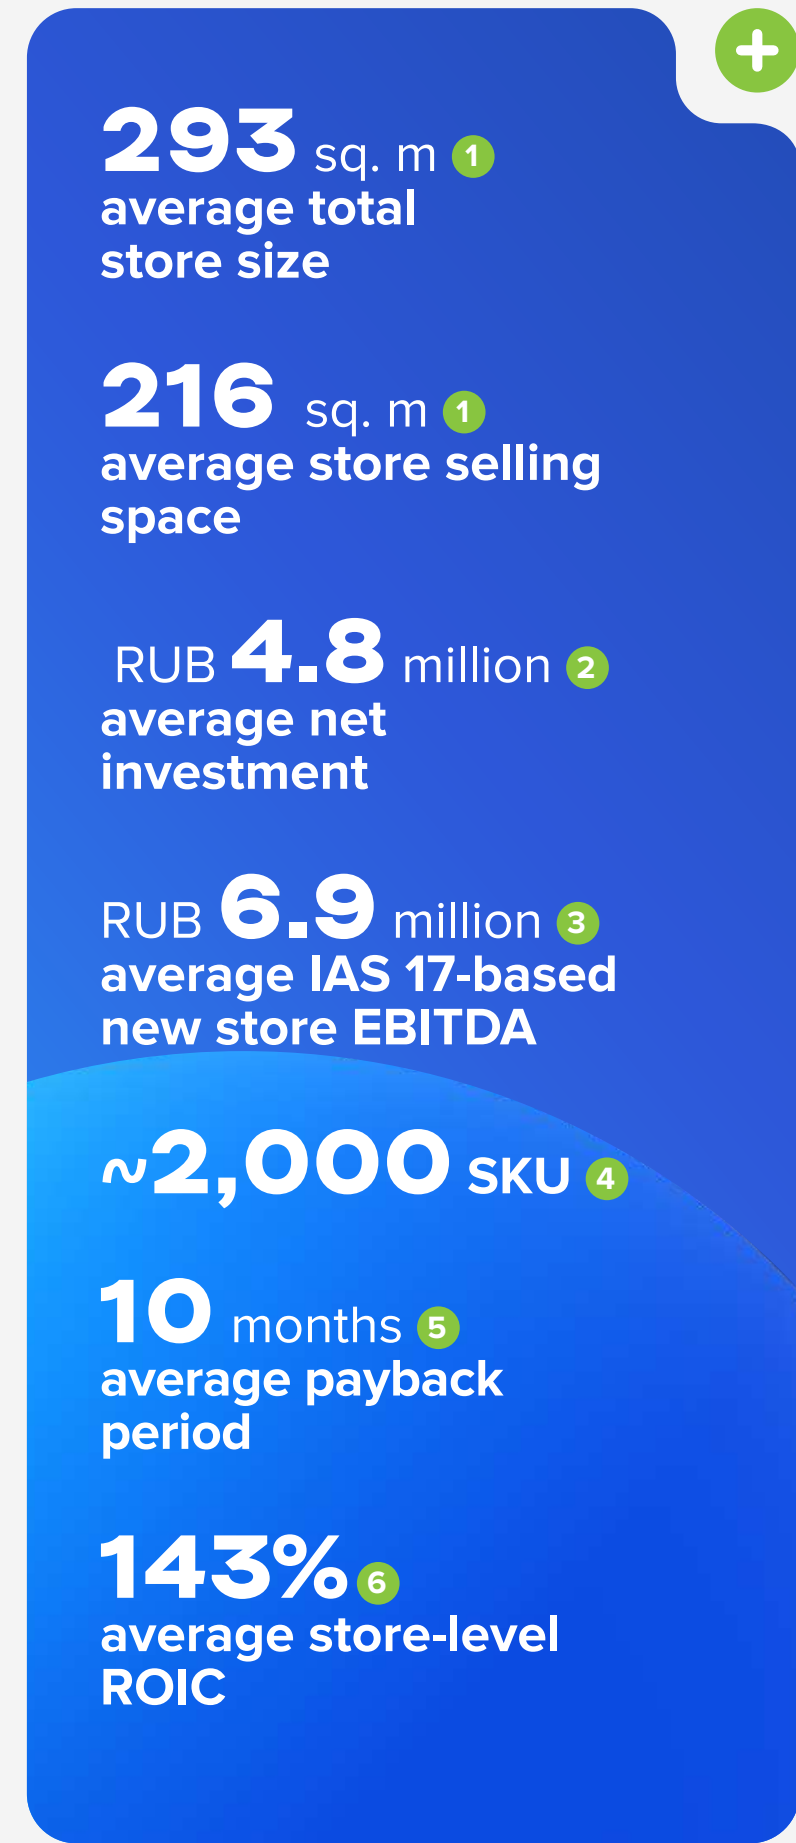 293 sq. m 1
average total
store size
216 sq. m 1
average store selling
space
RUB 4.8 million 2
average net
investment
RUB 6.9 million 3
average IAS 17-based
new store EBITDA
~2,000 SKU 4
10 months 5
average payback
period
143% 6
average store-level
ROIC